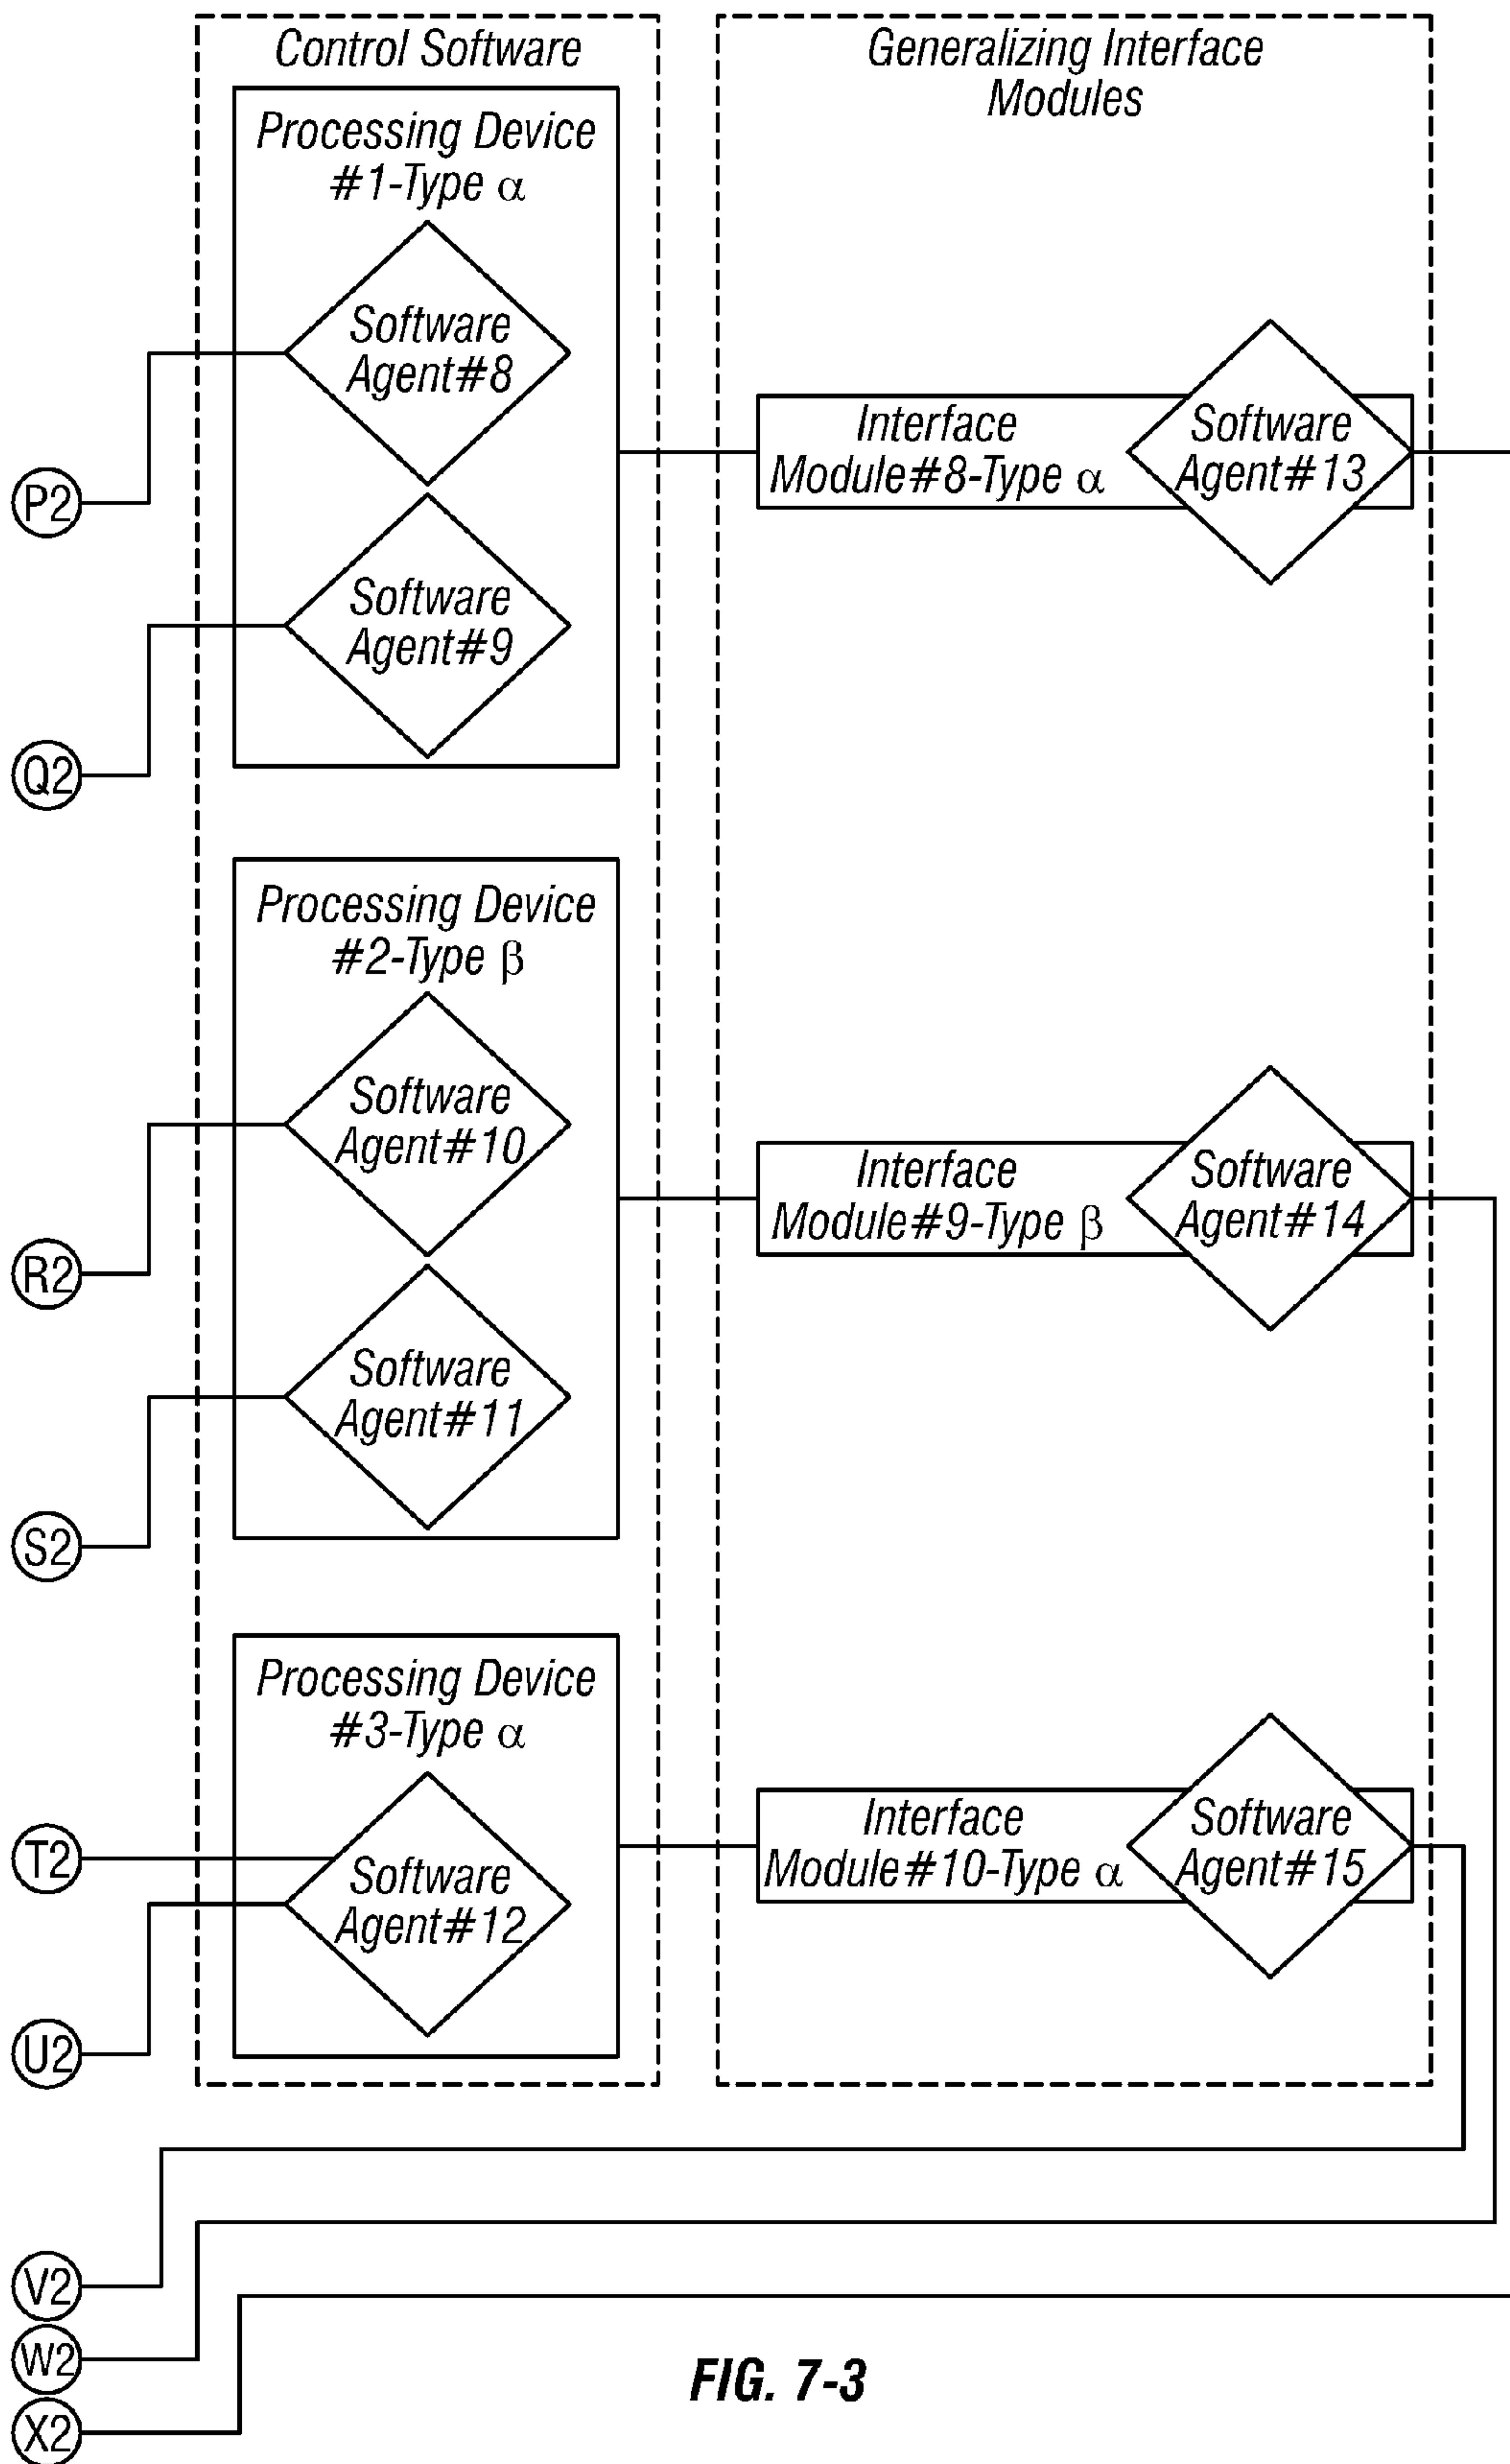 Control Software
Processing Device
#1-Type α
Software
Agent#8
Software
Agent#9
P2
Q2
Processing Device
#2-Type β
Software
Agent#10
Software
Agent#11
R2
S2
Processing Device
#3-Type α
Software
Agent#12
T2
U2
Generalizing Interface
Modules
Interface
Module#8-Type α
Software
Agent#13
Interface
Module#9-Type β
Software
Agent#14
Interface
Module#10-Type α
Software
Agent#15
V2
W2
X2
FIG. 7-3